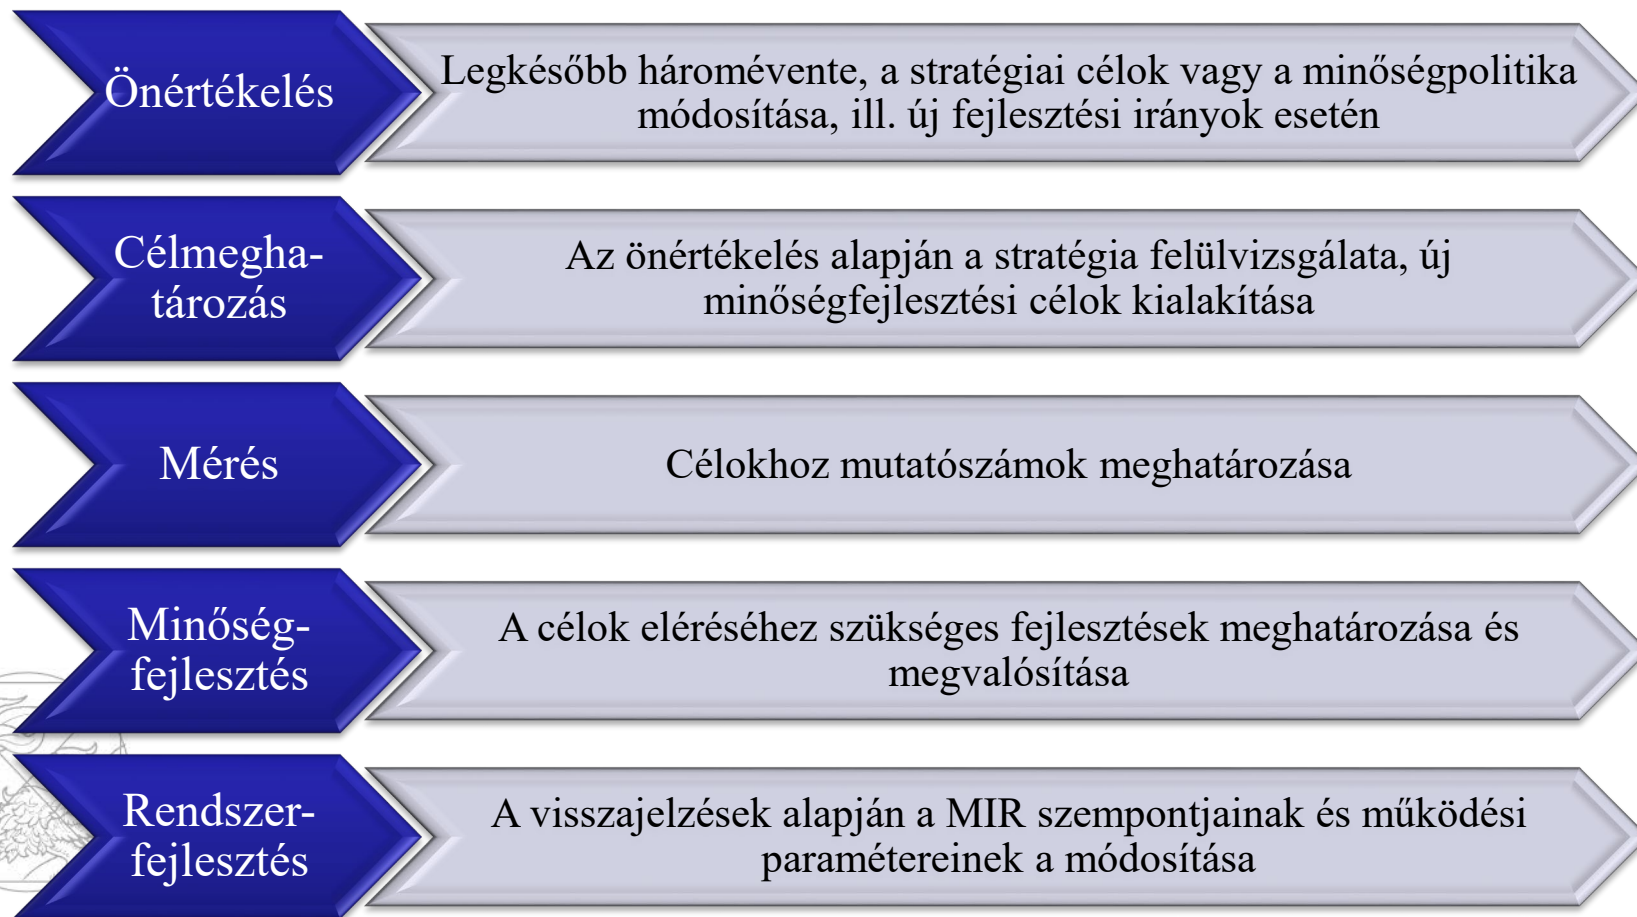 Önértékelés
Legkésőbb háromévente, a stratégiai célok vagy a minőségpolitika
módosítása, ill. új fejlesztési irányok esetén
Célmegha-
tározás
Az önértékelés alapján a stratégia felülvizsgálata, új
minőségfejlesztési célok kialakítása
Mérés
Célokhoz mutatószámok meghatározása
Minőség-
fejlesztés
A célok eléréséhez szükséges fejlesztések meghatározása és
megvalósítása
Rendszer-
fejlesztés
A visszajelzések alapján a MIR szempontjainak és működési
paramétereinek a módosítása